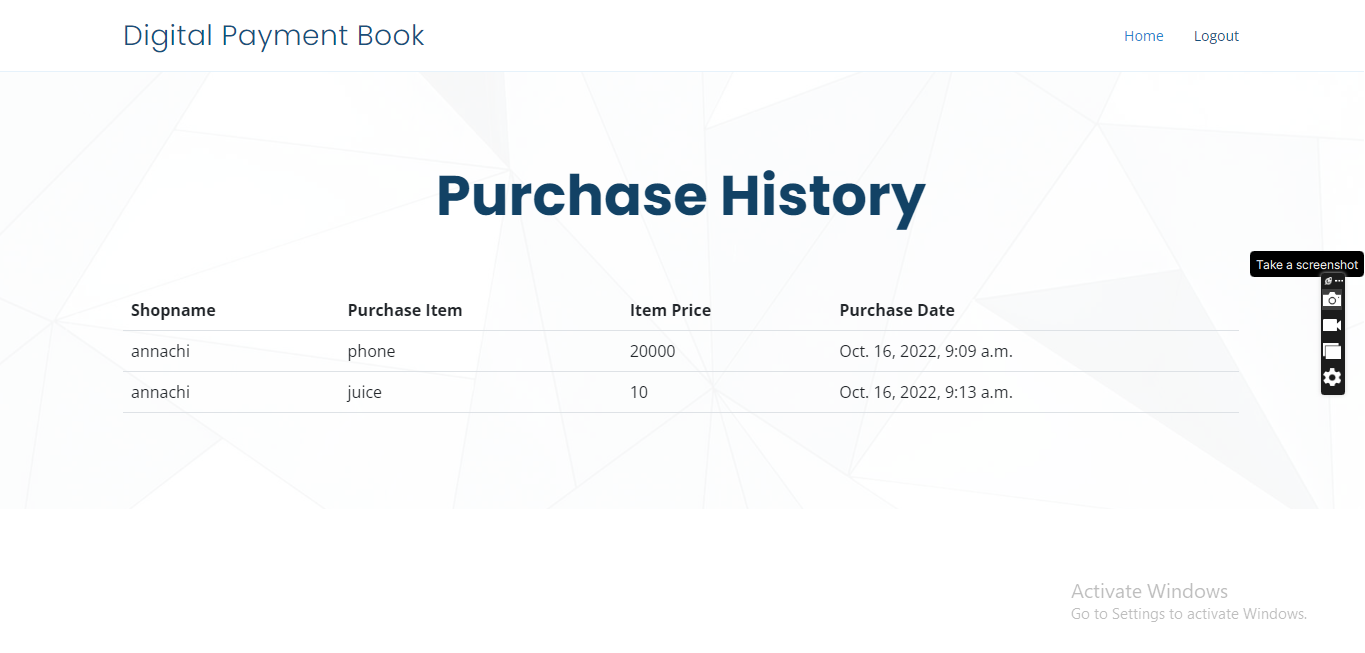 Digital Payment Book
Home Logout
Purchase History
Take a screenshot
Shopname Purchase Item Item Price Purchase Date
annachi phone 20000 Oct. 16, 2022, 9:09 a.m.
annachi juice 10 Oct. 16, 2022, 9:13 a.m.
Activate Windows
Go to Settings to activate Windows.